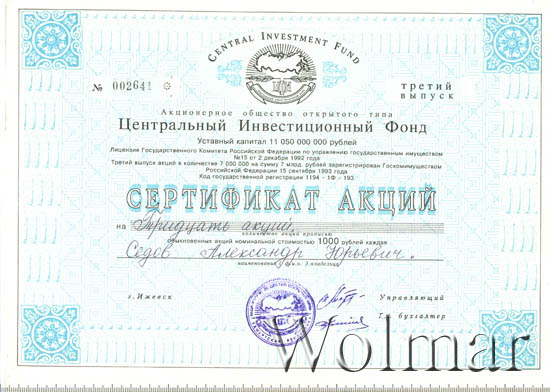 CENTRAL INVESTMENT FUND
ЦИФ
№ 002641
третий
выпуск
Акционерное общество открытого типа
Центральный Инвестиционный Фонд
Уставный капитал 11 050 000 000 рублей
Лицензия Государственного Комитета Российской Федерации по управлению государственным имуществом
№15 от 2 декабря 1992 года
Третий выпуск акций в количестве 7 000 000 на сумму 7 млрд. рублей зарегистрирован Госкомимуществом
Российской Федерации 15 сентября 1993 года
Код государственной регистрации 1194 - 1Ф - 193
СЕРТИФИКАТ АКЦИЙ
на Тридцать акций.
количество акций прописью
обыкновенных акций номинальной стоимостью 1000 рублей каждая
Седов Александр Юрьевич.
наименование / ф.и.о. / владельца
г. Ижевск
Управляющий
Гл. бухгалтер
Wolmar